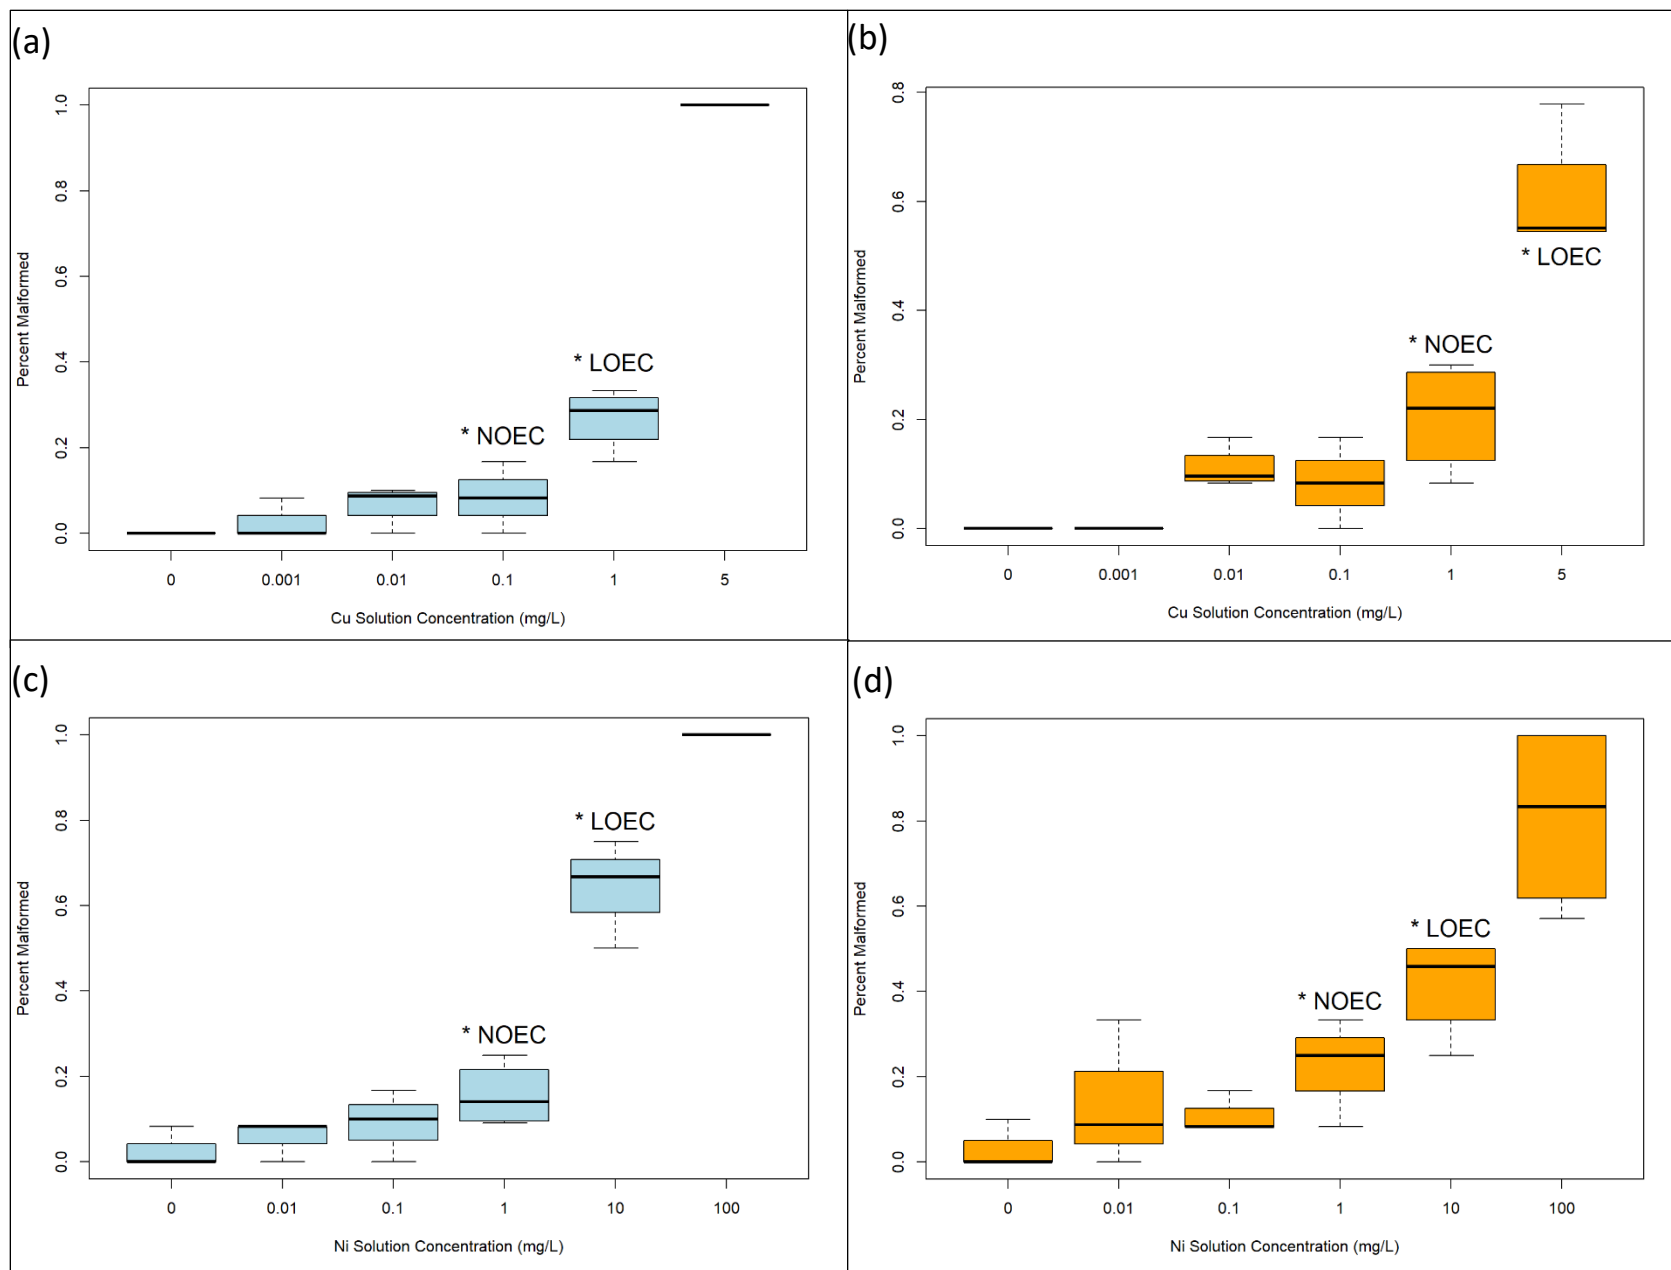 (a)
1.0
0.8
0.6
0.4
0.2
0.0
Percent Malformed
* LOEC
* NOEC
0 0.001 0.01 0.1 1 5
Cu Solution Concentration (mg/L)
(b)
0.8
0.6
0.4
0.2
0.0
Percent Malformed
* LOEC
* NOEC
0 0.001 0.01 0.1 1 5
Cu Solution Concentration (mg/L)
(c)
1.0
0.8
0.6
0.4
0.2
0.0
Percent Malformed
* LOEC
* NOEC
0 0.01 0.1 1 10 100
Ni Solution Concentration (mg/L)
(d)
1.0
0.8
0.6
0.4
0.2
0.0
Percent Malformed
* LOEC
* NOEC
0 0.01 0.1 1 10 100
Ni Solution Concentration (mg/L)